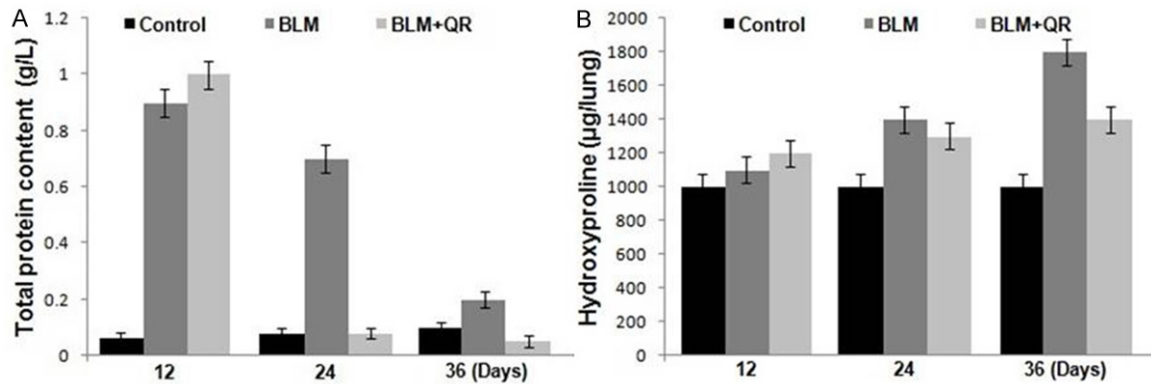 A
Control BLM BLM+QR
Total protein content (g/L)
1.2
1
0.8
0.6
0.4
0.2
0
12 24 36 (Days)
B
Control BLM BLM+QR
Hydroxyproline (µg/lung)
2000
1800
1600
1400
1200
1000
800
600
400
200
0
12 24 36 (Days)